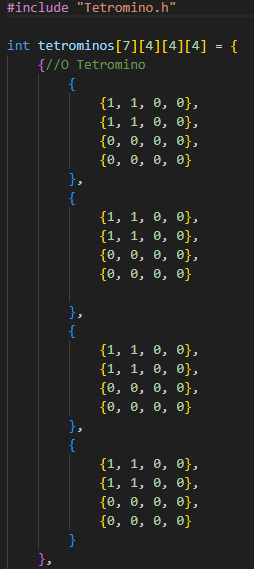 #include "Tetromino.h"
int tetrominos[7][4][4][4] = {
{//O Tetromino
{
{1, 1, 0, 0},
{1, 1, 0, 0},
{0, 0, 0, 0},
{0, 0, 0, 0}
},
{
{1, 1, 0, 0},
{1, 1, 0, 0},
{0, 0, 0, 0},
{0, 0, 0, 0}
},
{
{1, 1, 0, 0},
{1, 1, 0, 0},
{0, 0, 0, 0},
{0, 0, 0, 0}
},
{
{1, 1, 0, 0},
{1, 1, 0, 0},
{0, 0, 0, 0},
{0, 0, 0, 0}
}
},